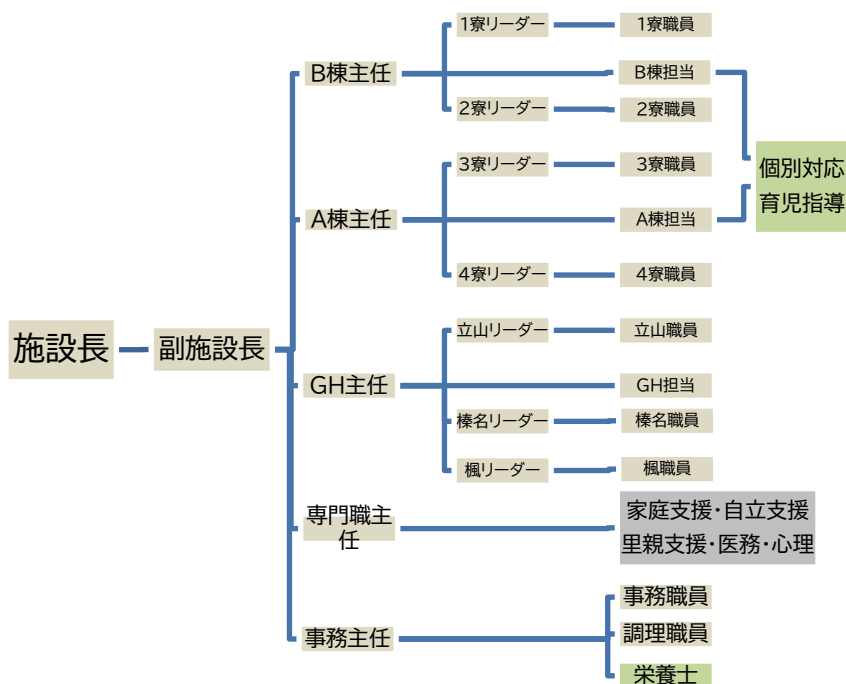 施設長
副施設長
B棟主任
1寮リーダー
1寮職員
B棟担当
2寮リーダー
2寮職員
A棟主任
3寮リーダー
3寮職員
A棟担当
4寮リーダー
4寮職員
個別対応
育児指導
GH主任
立山リーダー
立山職員
GH担当
榛名リーダー
榛名職員
楓リーダー
楓職員
専門職主
任
家庭支援・自立支援
里親支援・医務・心理
事務主任
事務職員
調理職員
栄養士